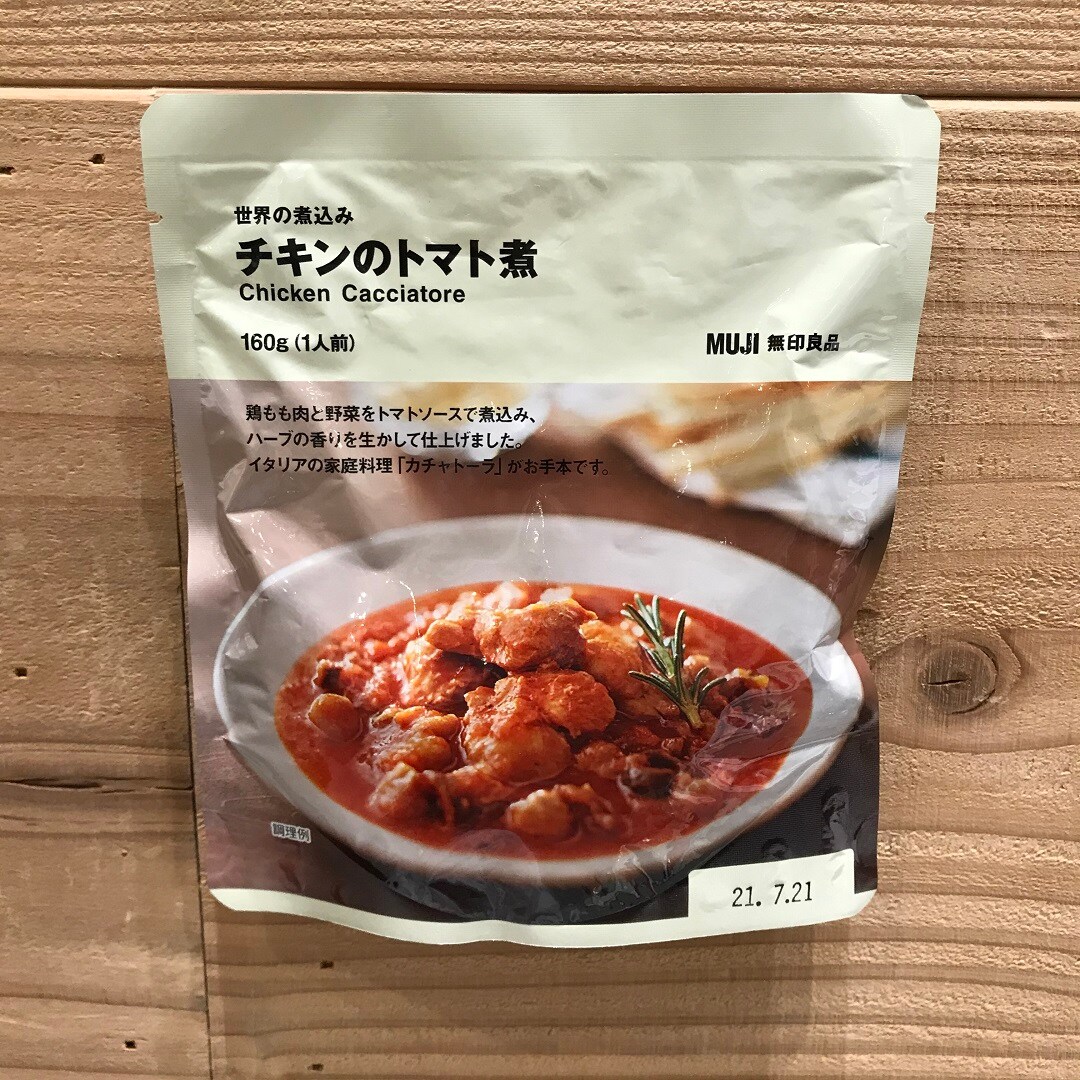 世界の煮込み
チキンのトマト煮
Chicken Cacciatore
160g (1人前)
MUJI 無印良品
鶏もも肉と野菜をトマトソースで煮込み、
ハーブの香りを生かして仕上げました。
イタリアの家庭料理「カチャトーラ」がお手本です。
調理例
21. 7.21